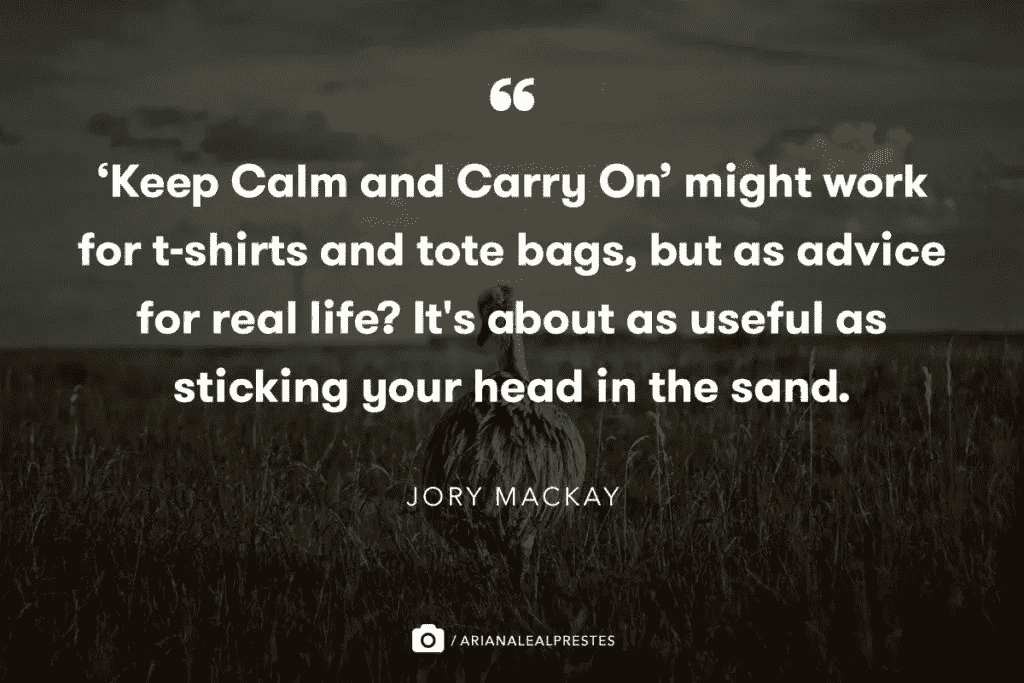 “
‘Keep Calm and Carry On’ might work
for t-shirts and tote bags, but as advice
for real life? It's about as useful as
sticking your head in the sand.
JORY MACKAY
/ ARIANALEALPRESTES